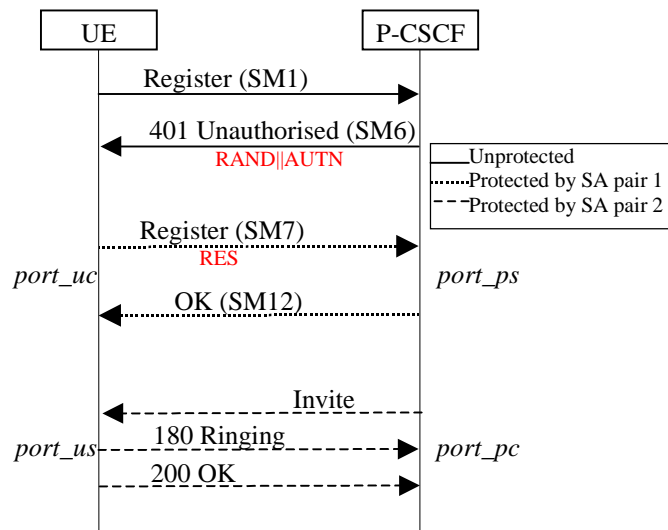 UE
P-CSCF
Register (SM1)
401 Unauthorised (SM6)
RAND||AUTN
Unprotected
Protected by SA pair 1
Protected by SA pair 2
Register (SM7)
RES
port_uc
port_ps
OK (SM12)
Invite
port_us
180 Ringing
port_pc
200 OK